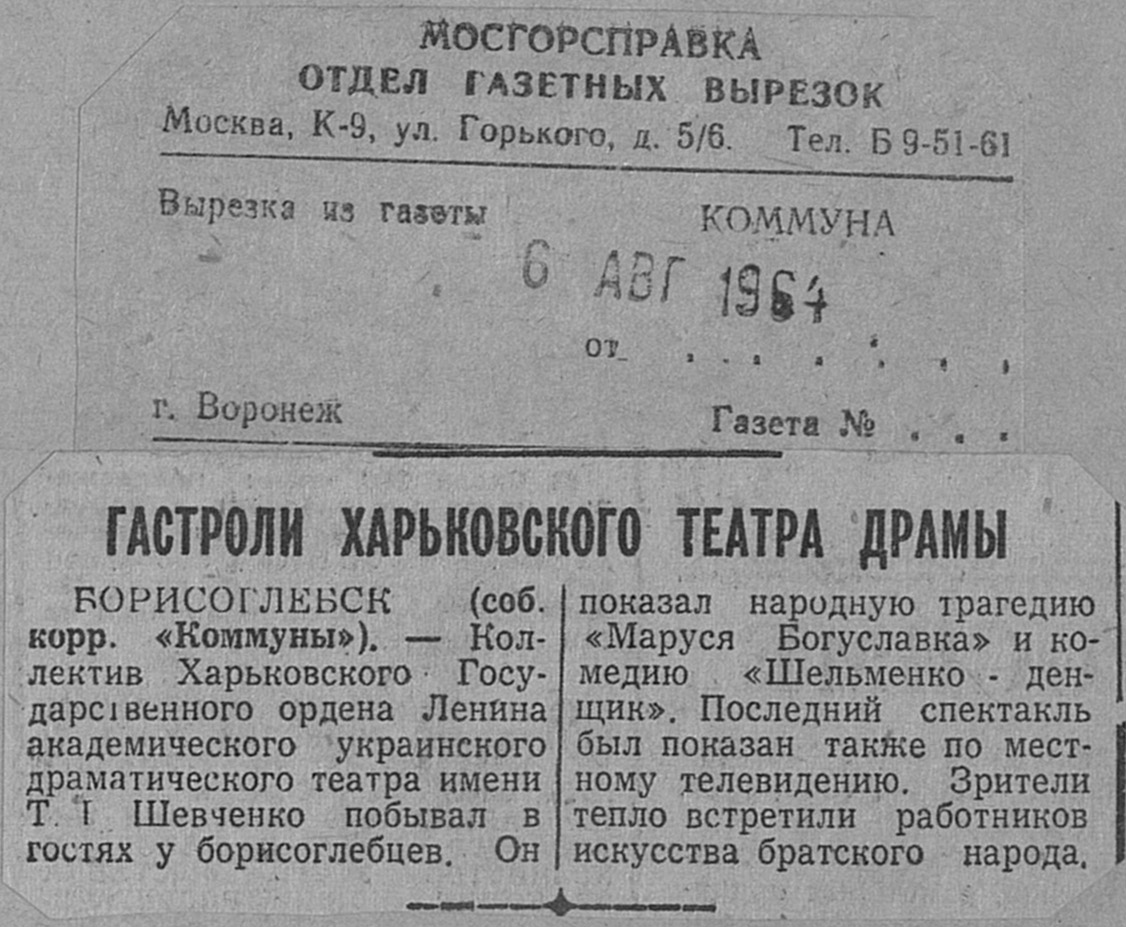 МОСГОРСПРАВКА
ОТДЕЛ ГАЗЕТНЫХ ВЫРЕЗОК
Москва, К-9, ул. Горького, д. 5/6. Тел. Б 9-51-61
Вырезка из газеты КОММУНА
6 АВГ 1964
от . . . . . . .
г. Воронеж Газета № . . .
ГАСТРОЛИ ХАРЬКОВСКОГО ТЕАТРА ДРАМЫ
БОРИСОГЛЕБСК (соб.
корр. «Коммуны»). — Кол-
лектив Харьковского Госу-
дарственного ордена Ленина
академического украинского
драматического театра имени
Т. Г Шевченко побывал в
гостях у борисоглебцев. Он
показал народную трагедию
«Маруся Богуславка» и ко-
медию «Шельменко - ден-
щик». Последний спектакль
был показан также по мест-
ному телевидению. Зрители
тепло встретили работников
искусства братского народа.